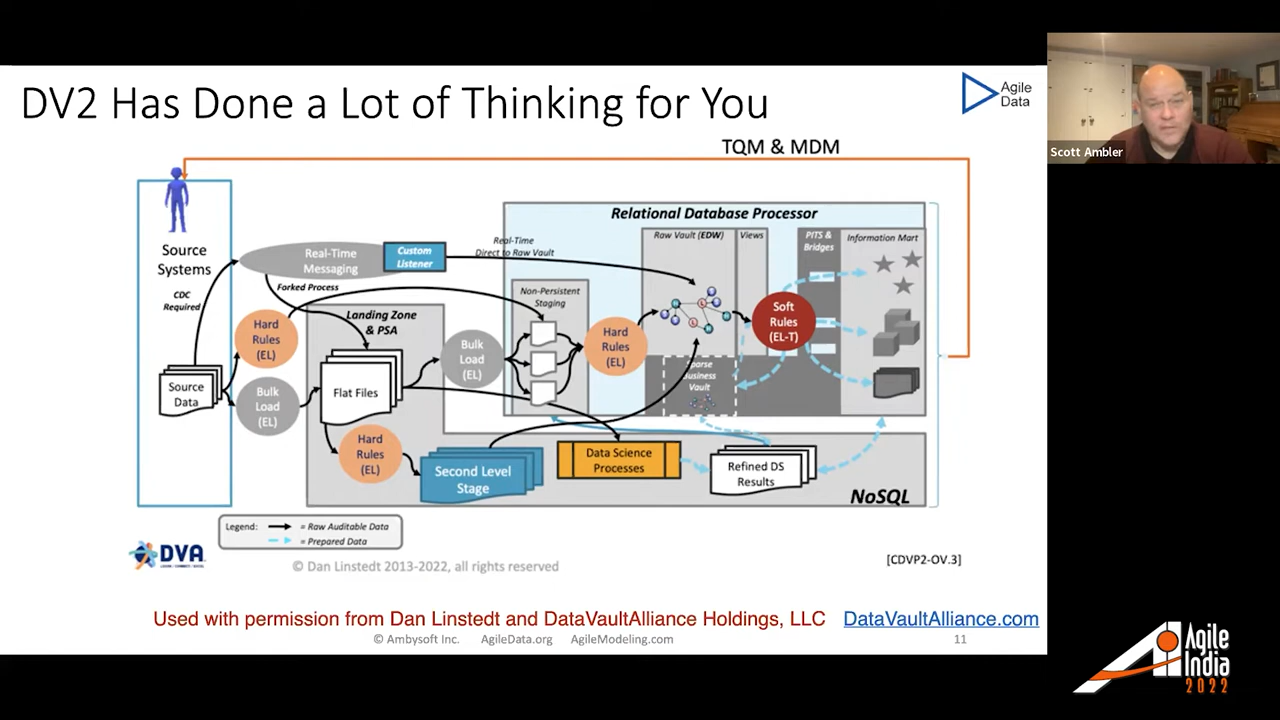 DV2 Has Done a Lot of Thinking for You
Agile
Data
Scott Ambler
TQM & MDM
Relational Database Processor
Source
Systems
CDC
Required
Real-Time
Messaging
Custom
Listener
Real-Time
Direct to Raw Vault
Forked Process
Raw Vault (EDW)
Views
PITS &
Bridges
Information Mart
Landing Zone
& PSA
Non-Persistent
Staging
Hard
Rules
(EL)
Bulk
Load
(EL)
Hard
Rules
(EL)
Soft
Rules
(EL-T)
Source
Data
Bulk
Load
(EL)
Flat Files
Sparse
Business
Vault
Hard
Rules
(EL)
Second Level
Stage
Data Science
Processes
Refined DS
Results
NoSQL
Legend:
= Raw Auditable Data
= Prepared Data
DVA
© Dan Linstedt 2013-2022, all rights reserved
[CDVP2-OV.3]
Used with permission from Dan Linstedt and DataVaultAlliance Holdings, LLC DataVaultAlliance.com
© Ambysoft Inc. AgileData.org AgileModeling.com 11
Agile
India
2022